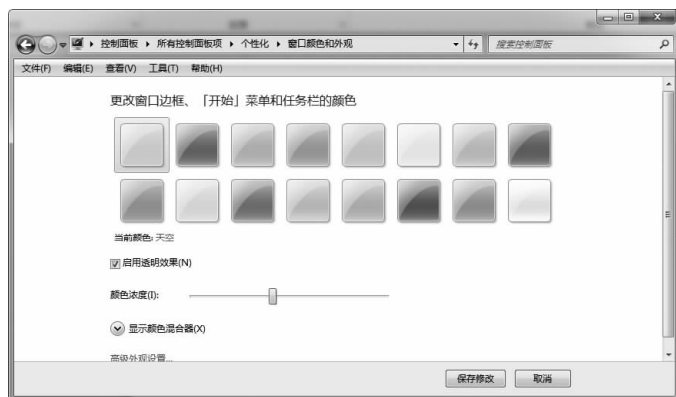 控制面板 ▸ 所有控制面板项 ▸ 个性化 ▸ 窗口颜色和外观
搜索控制面板
文件(F) 编辑(E) 查看(V) 工具(T) 帮助(H)
更改窗口边框、「开始」菜单和任务栏的颜色
当前颜色: 天空
启用透明效果(N)
颜色浓度(I):
显示颜色混合器(X)
高级外观设置...
保存修改 取消